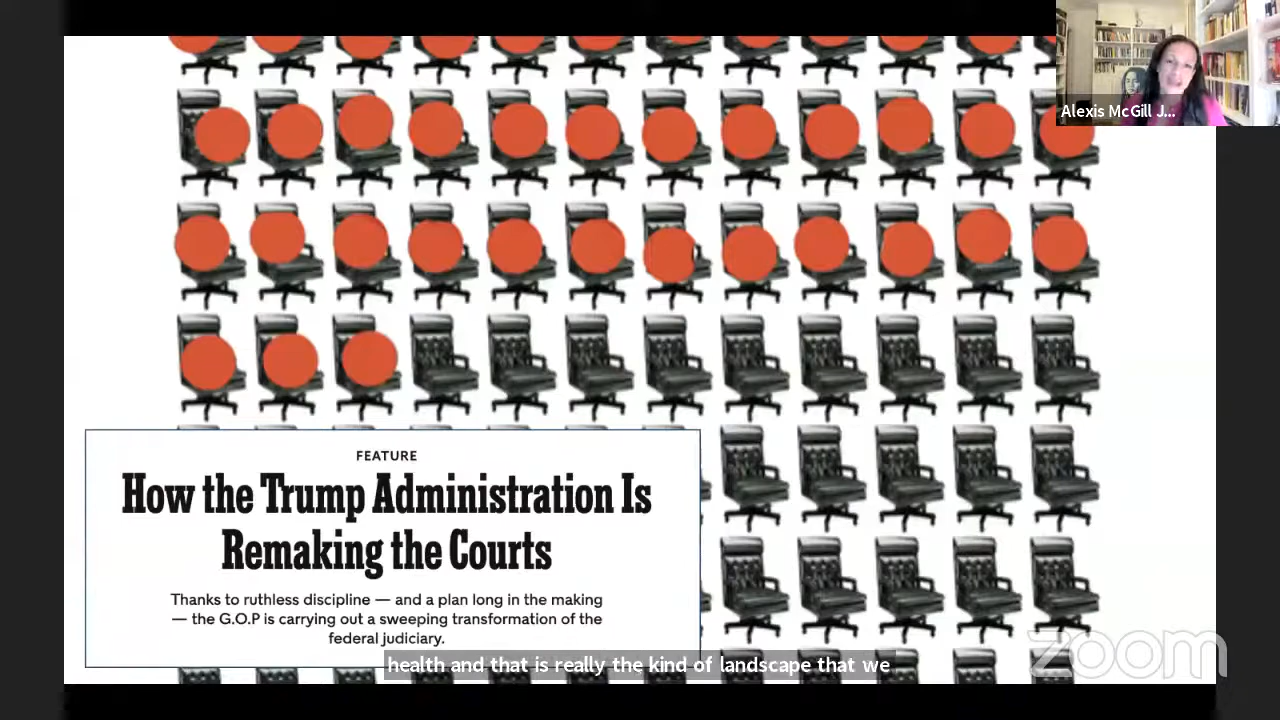 Alexis McGill J...
FEATURE
How the Trump Administration Is
Remaking the Courts
Thanks to ruthless discipline — and a plan long in the making
— the G.O.P is carrying out a sweeping transformation of the
federal judiciary.
health and that is really the kind of landscape that we
zoom